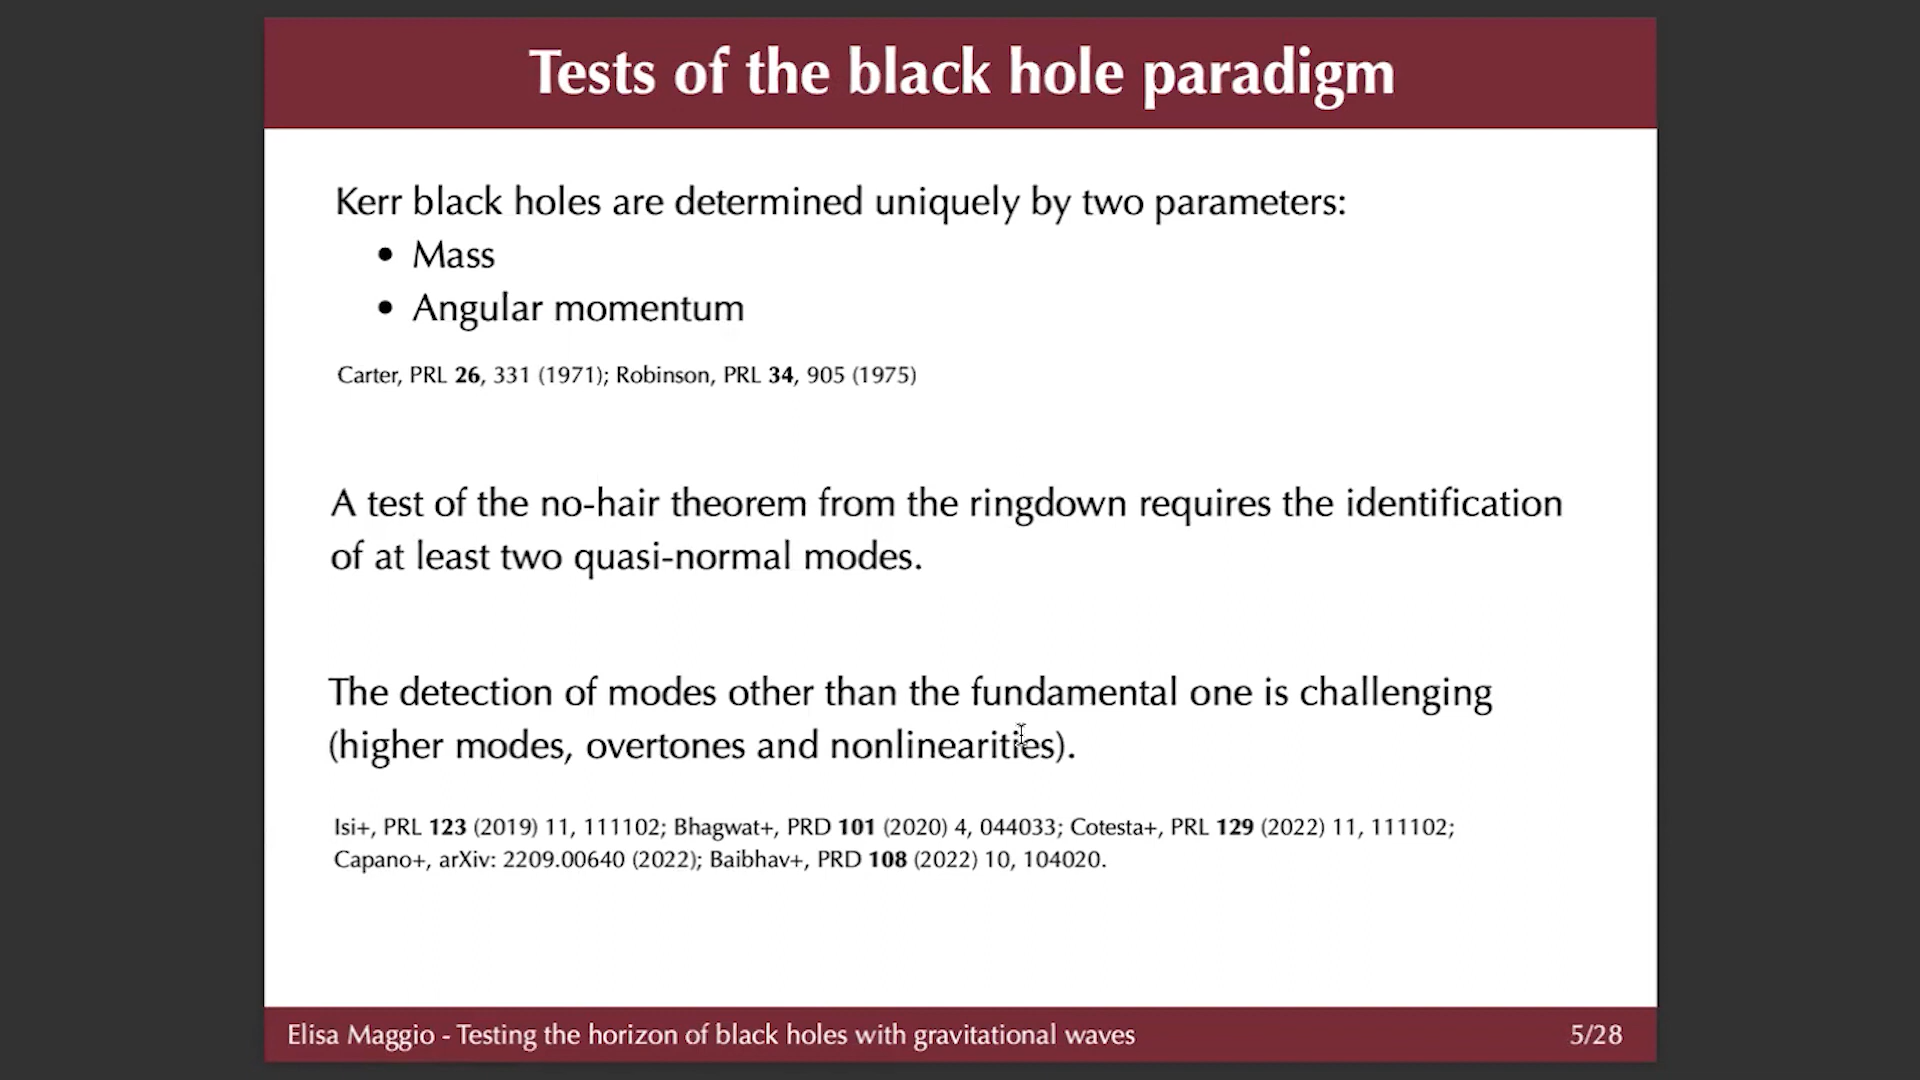 Tests of the black hole paradigm
Kerr black holes are determined uniquely by two parameters:
• Mass
• Angular momentum
Carter, PRL 26, 331 (1971); Robinson, PRL 34, 905 (1975)
A test of the no-hair theorem from the ringdown requires the identification
of at least two quasi-normal modes.
The detection of modes other than the fundamental one is challenging
(higher modes, overtones and nonlinearities).
Isi+, PRL 123 (2019) 11, 111102; Bhagwat+, PRD 101 (2020) 4, 044033; Cotesta+, PRL 129 (2022) 11, 111102;
Capano+, arXiv: 2209.00640 (2022); Baibhav+, PRD 108 (2022) 10, 104020.
Elisa Maggio - Testing the horizon of black holes with gravitational waves
5/28